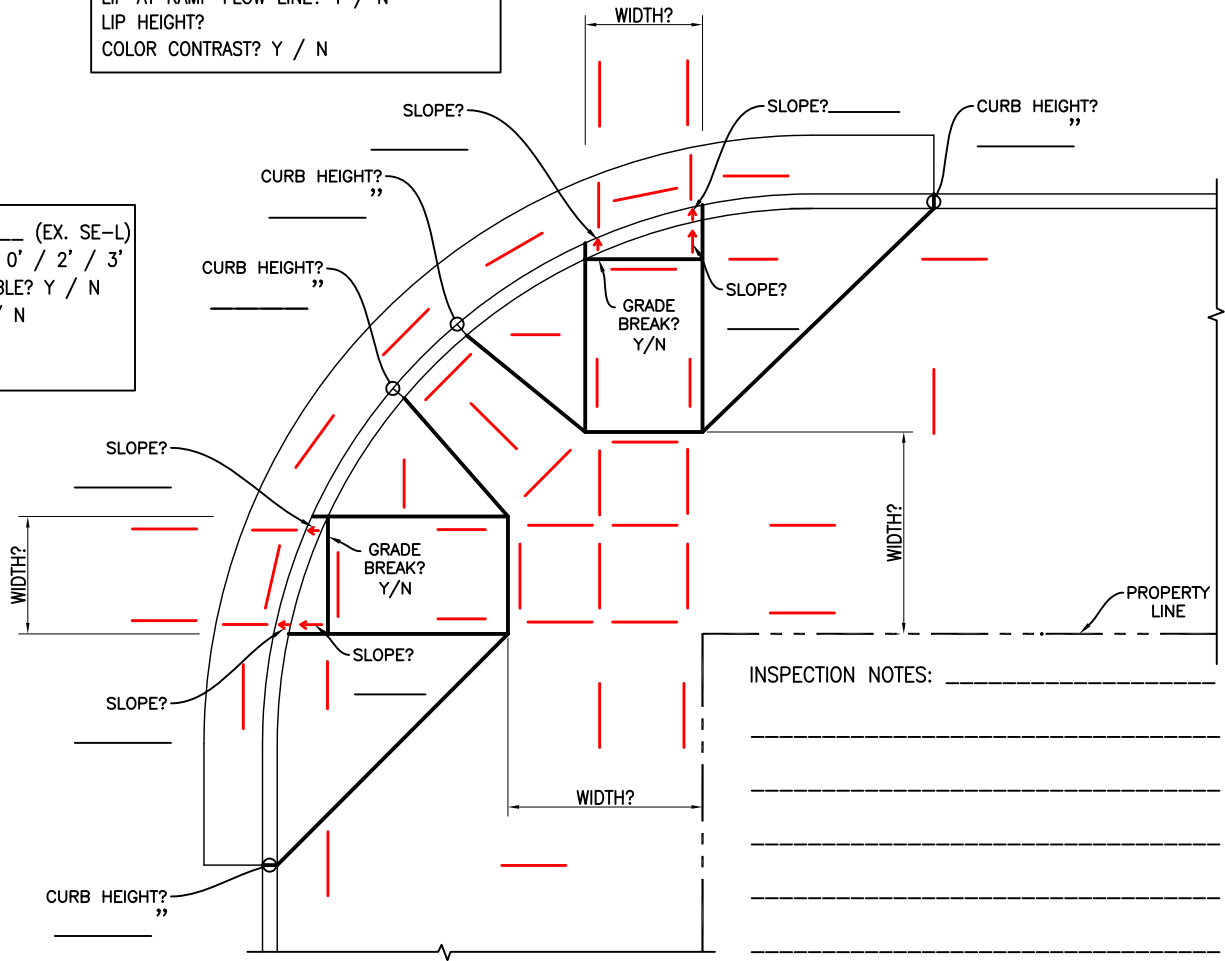 LIP HEIGHT?
COLOR CONTRAST? Y / N
WIDTH?
SLOPE?
SLOPE?
CURB HEIGHT?
"
CURB HEIGHT?
"
(EX. SE-L)
0' / 2' / 3'
Y / N
N
CURB HEIGHT?
"
SLOPE?
GRADE
BREAK?
Y/N
SLOPE?
WIDTH?
GRADE
BREAK?
Y/N
WIDTH?
PROPERTY
LINE
SLOPE?
INSPECTION NOTES:
SLOPE?
WIDTH?
CURB HEIGHT?
"